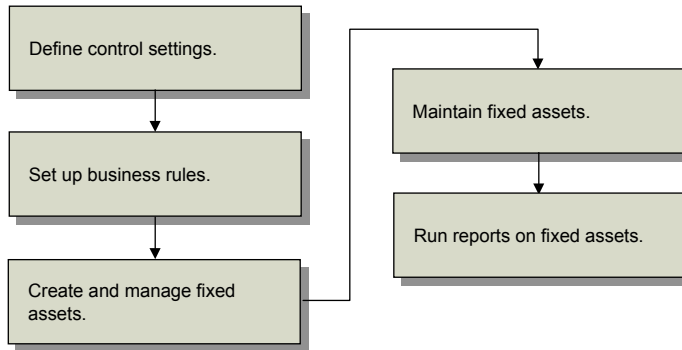 Define control settings.
Set up business rules.
Create and manage fixed
assets.
Maintain fixed assets.
Run reports on fixed assets.